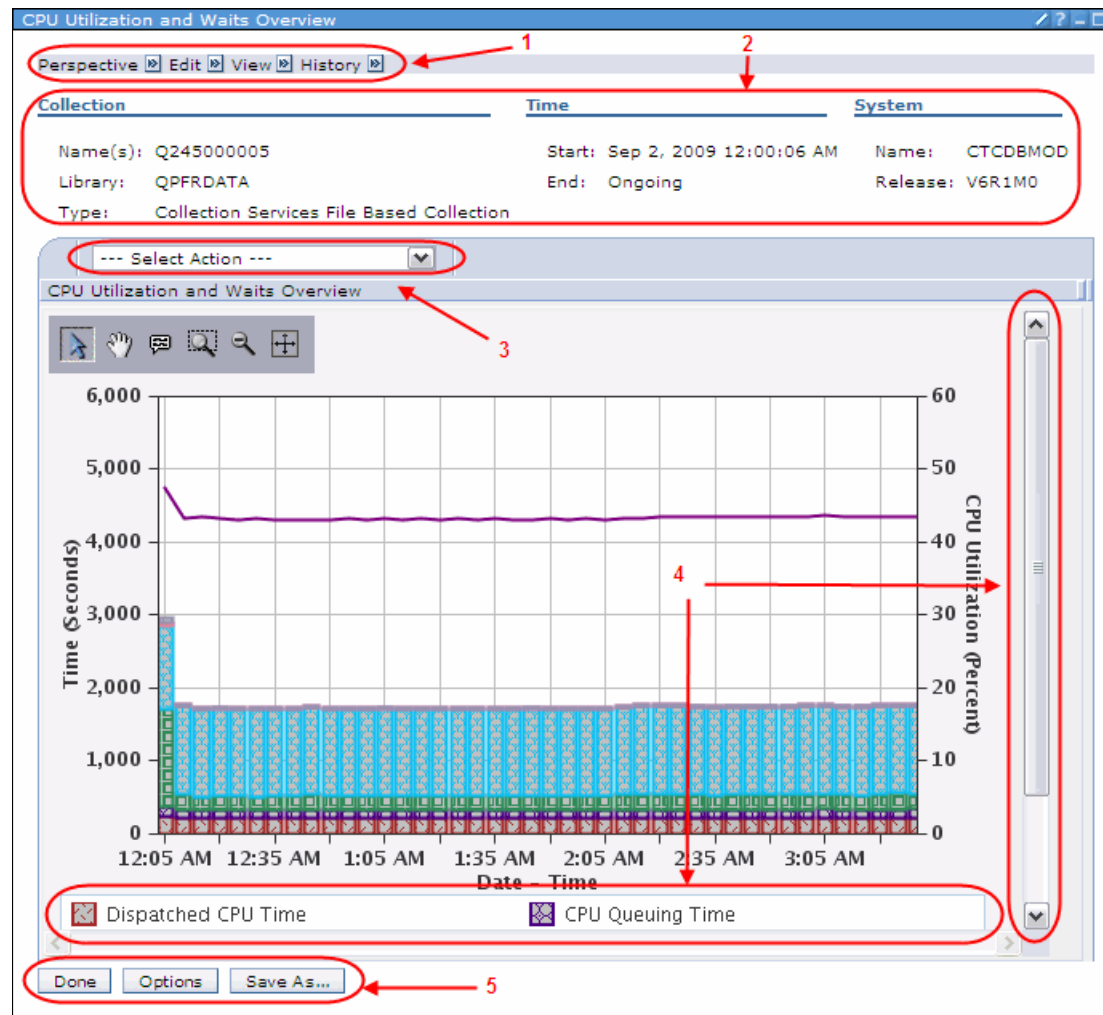 CPU Utilization and Waits Overview
1
2
Perspective Edit View History
Collection Time System
Name(s): Q245000005 Start: Sep 2, 2009 12:00:06 AM Name: CTCDBMOD
Library: QPFRDATA End: Ongoing Release: V6R1M0
Type: Collection Services File Based Collection
--- Select Action ---
CPU Utilization and Waits Overview
3
6,000 60
5,000 50
4,000 40
3,000 30
2,000 20
1,000 10
0 0
Time (Seconds)
CPU Utilization (Percent)
4
12:05 AM 12:35 AM 1:05 AM 1:35 AM 2:05 AM 2:35 AM 3:05 AM
Date - Time
Dispatched CPU Time CPU Queuing Time
Done Options Save As...
5